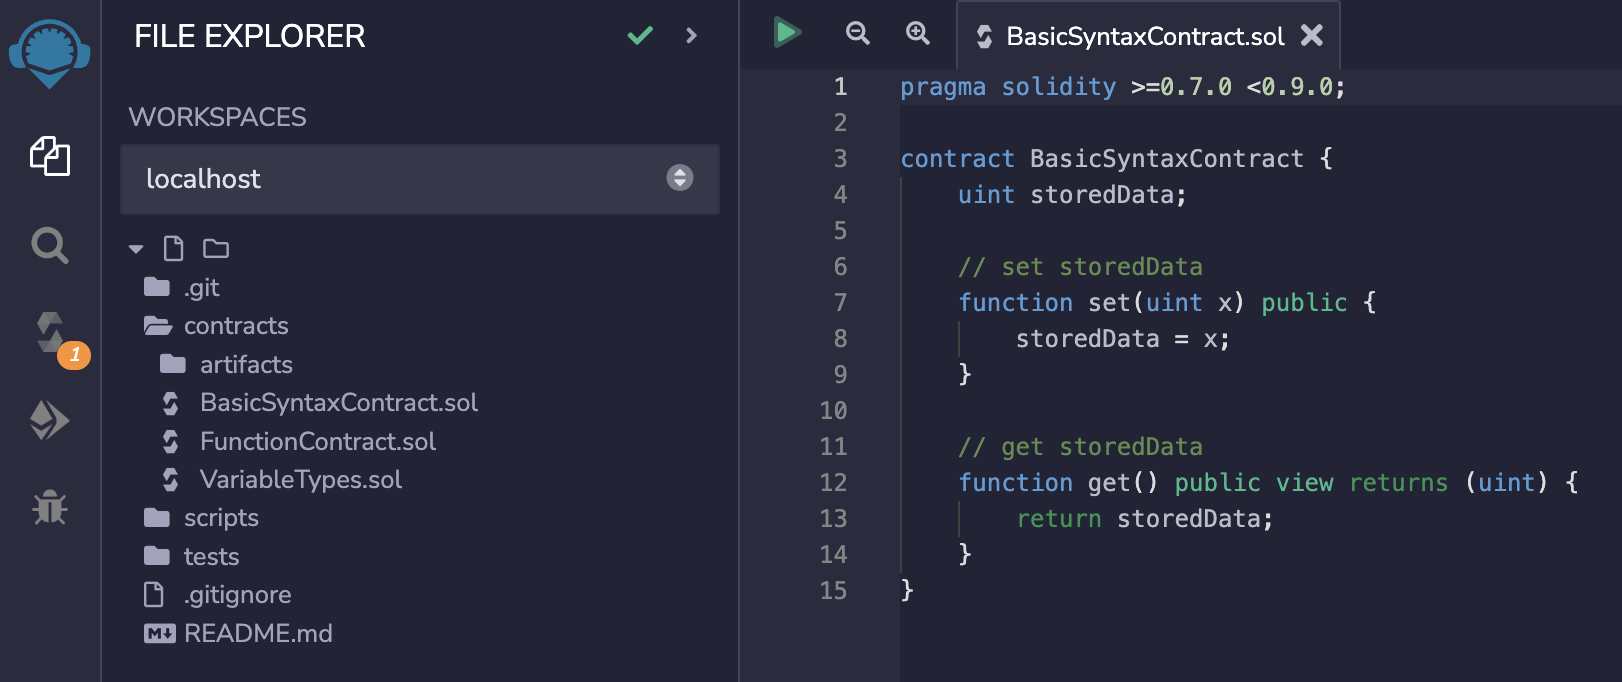 FILE EXPLORER
WORKSPACES
localhost
.git
contracts
artifacts
BasicSyntaxContract.sol
FunctionContract.sol
VariableTypes.sol
scripts
tests
.gitignore
M↓ README.md
1
BasicSyntaxContract.sol
1 pragma solidity >=0.7.0 <0.9.0;
2
3 contract BasicSyntaxContract {
4     uint storedData;
5
6     // set storedData
7     function set(uint x) public {
8         storedData = x;
9     }
10
11     // get storedData
12     function get() public view returns (uint) {
13         return storedData;
14     }
15 }